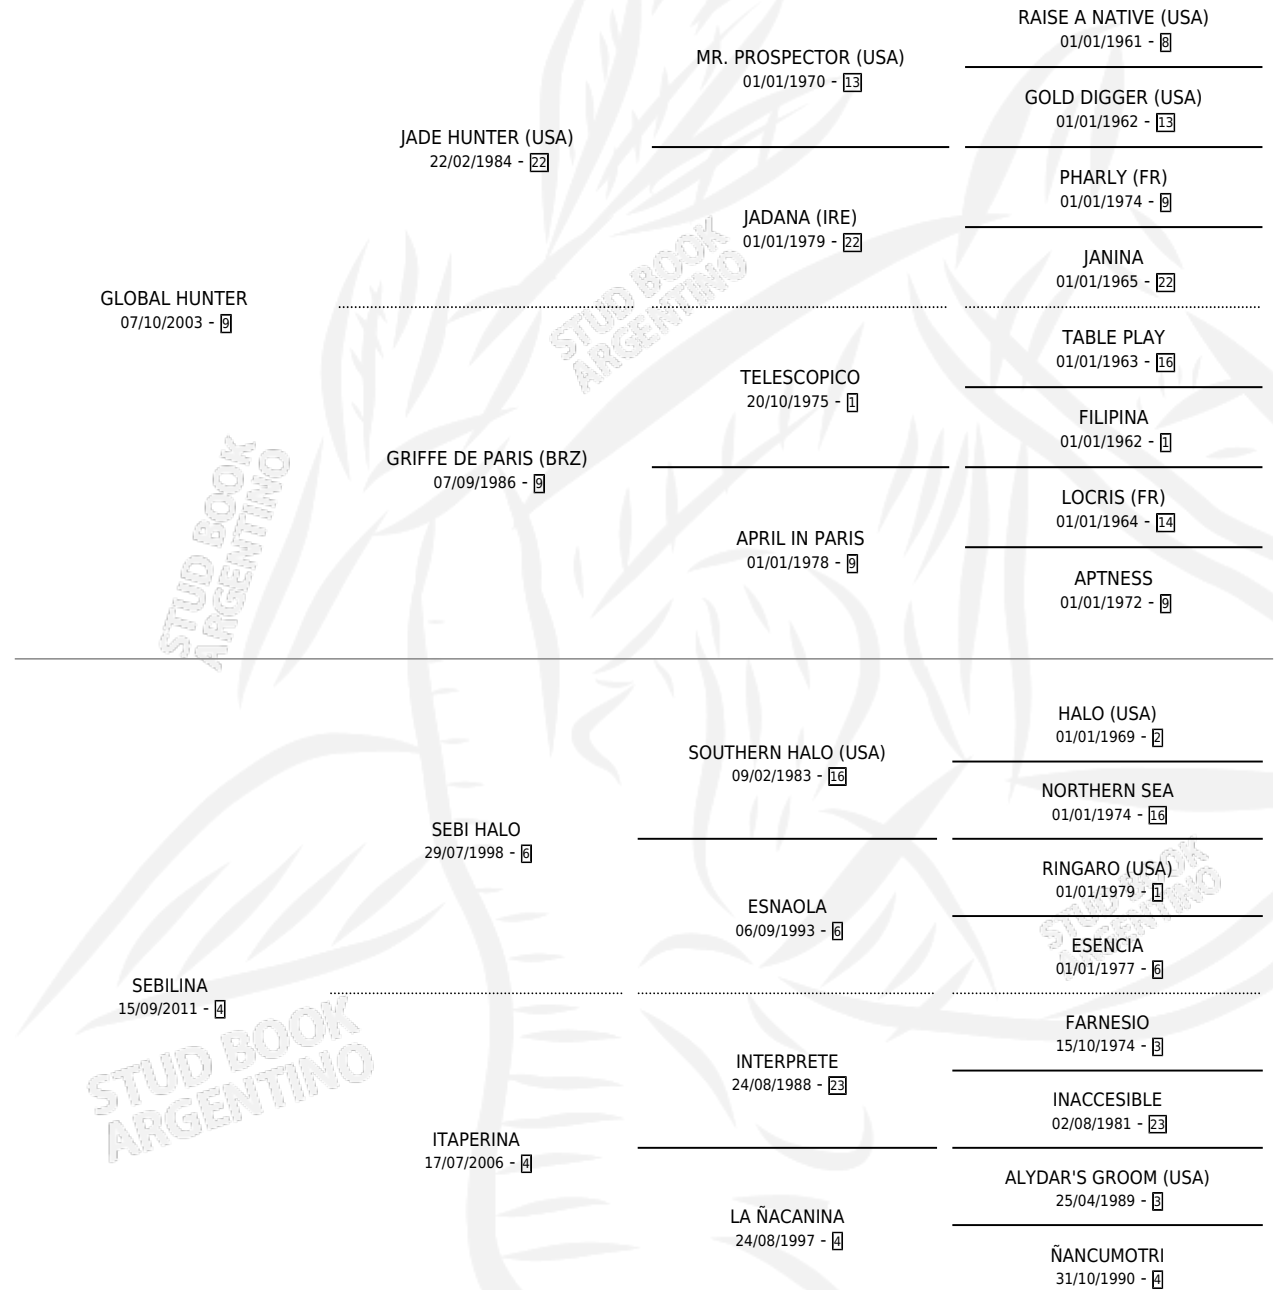 RAISE A NATIVE (USA)
01/01/1961 - 8
MR. PROSPECTOR (USA)
01/01/1970 - 13
GOLD DIGGER (USA)
01/01/1962 - 13
JADE HUNTER (USA)
22/02/1984 - 22
PHARLY (FR)
01/01/1974 - 9
JADANA (IRE)
01/01/1979 - 22
JANINA
01/01/1965 - 22
GLOBAL HUNTER
07/10/2003 - 9
TABLE PLAY
01/01/1963 - 16
TELESCOPICO
20/10/1975 - 1
FILIPINA
01/01/1962 - 1
GRIFFE DE PARIS (BRZ)
07/09/1986 - 9
LOCRIS (FR)
01/01/1964 - 14
APRIL IN PARIS
01/01/1978 - 9
APTNESS
01/01/1972 - 9
HALO (USA)
01/01/1969 - 2
SOUTHERN HALO (USA)
09/02/1983 - 16
NORTHERN SEA
01/01/1974 - 16
SEBI HALO
29/07/1998 - 6
RINGARO (USA)
01/01/1979 - 1
ESNAOLA
06/09/1993 - 6
ESENCIA
01/01/1977 - 6
SEBILINA
15/09/2011 - 4
FARNESIO
15/10/1974 - 3
INTERPRETE
24/08/1988 - 23
INACCESIBLE
02/08/1981 - 23
ITAPERINA
17/07/2006 - 4
ALYDAR'S GROOM (USA)
25/04/1989 - 3
LA ÑACANINA
24/08/1997 - 4
ÑANCUMOTRI
31/10/1990 - 4
STUD BOOK
ARGENTINO
STUD BOOK
ARGENTINO
STUD BOOK
ARGENTINO
STUD BOOK
ARGENTINO